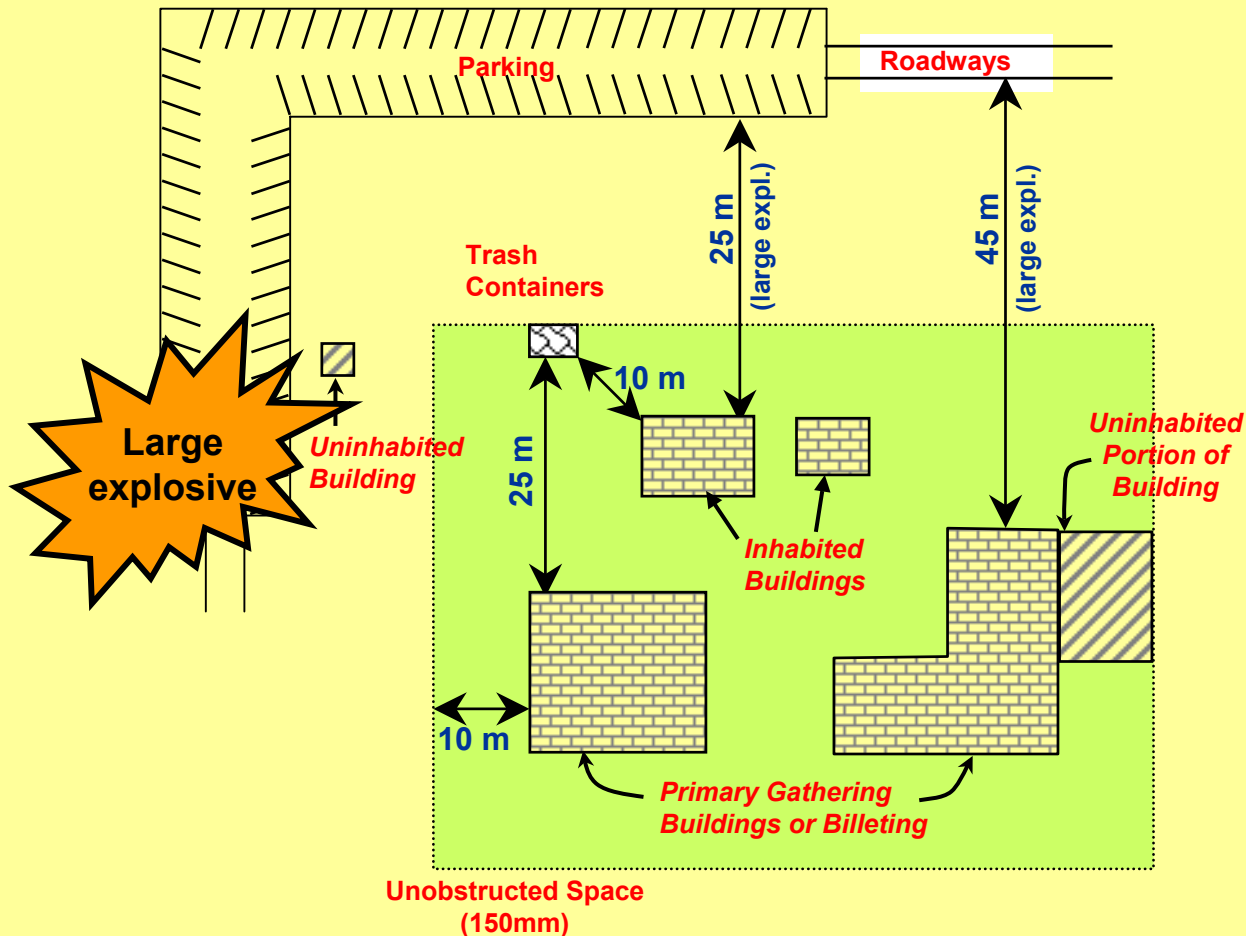 Parking
Roadways
25 m
(large expl.)
45 m
(large expl.)
Trash
Containers
10 m
Large
explosive
Uninhabited
Building
25 m
Uninhabited
Portion of
Building
Inhabited
Buildings
10 m
Primary Gathering
Buildings or Billeting
Unobstructed Space
(150mm)